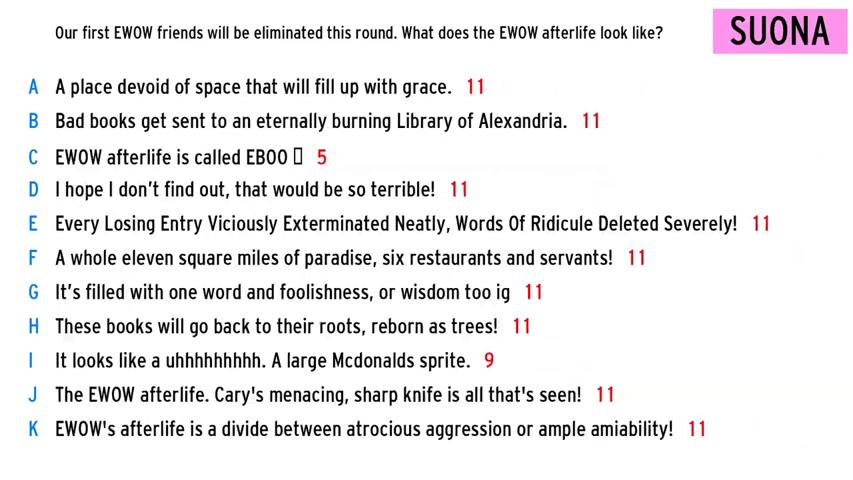 Our first EWOW friends will be eliminated this round. What does the EWOW afterlife look like?
SUONA
A A place devoid of space that will fill up with grace. 11
B Bad books get sent to an eternally burning Library of Alexandria. 11
C EWOW afterlife is called EBOO 5
D I hope I don't find out, that would be so terrible! 11
E Every Losing Entry Viciously Exterminated Neatly, Words Of Ridicule Deleted Severely! 11
F A whole eleven square miles of paradise, six restaurants and servants! 11
G It's filled with one word and foolishness, or wisdom too ig 11
H These books will go back to their roots, reborn as trees! 11
I It looks like a uhhhhhhhhh. A large Mcdonalds sprite. 9
J The EWOW afterlife. Cary's menacing, sharp knife is all that's seen! 11
K EWOW's afterlife is a divide between atrocious aggression or ample amiability! 11